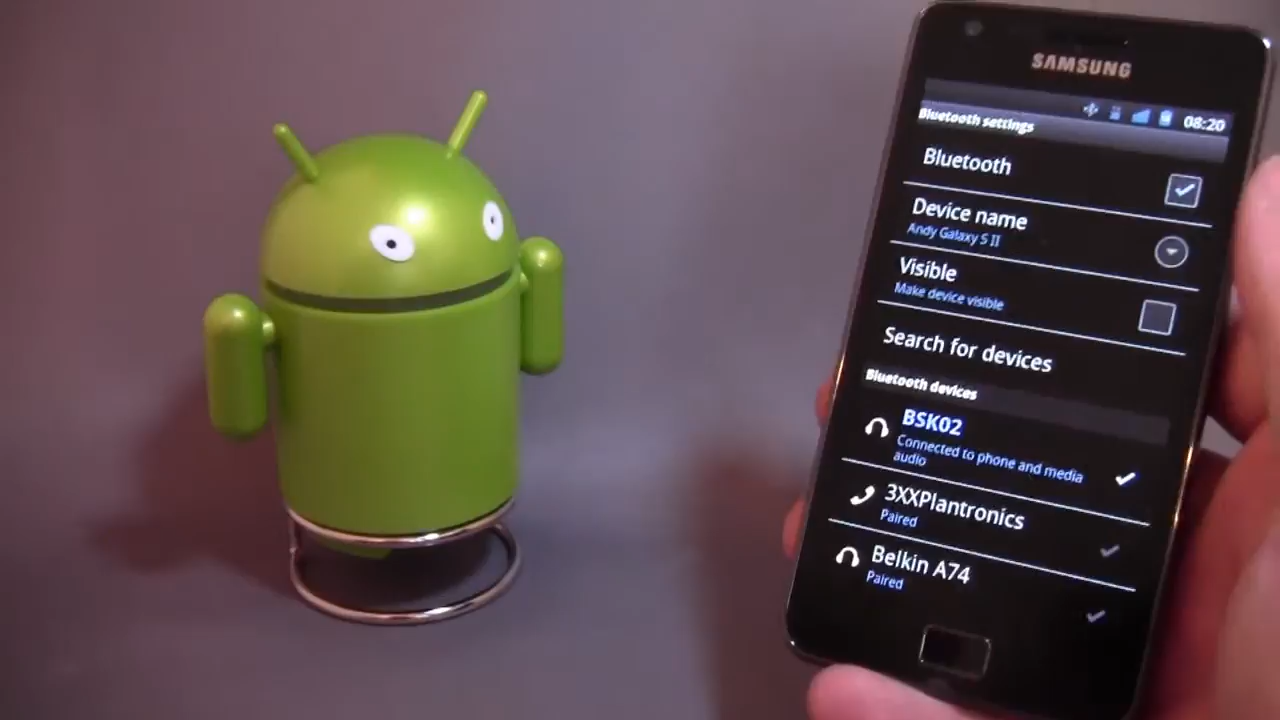 SAMSUNG
08:20
Bluetooth settings
Bluetooth
Device name
Andy Galaxy S II
Visible
Make device visible
Search for devices
Bluetooth devices
BSK02
Connected to phone and media
audio
3XXPlantronics
Paired
Belkin A74
Paired